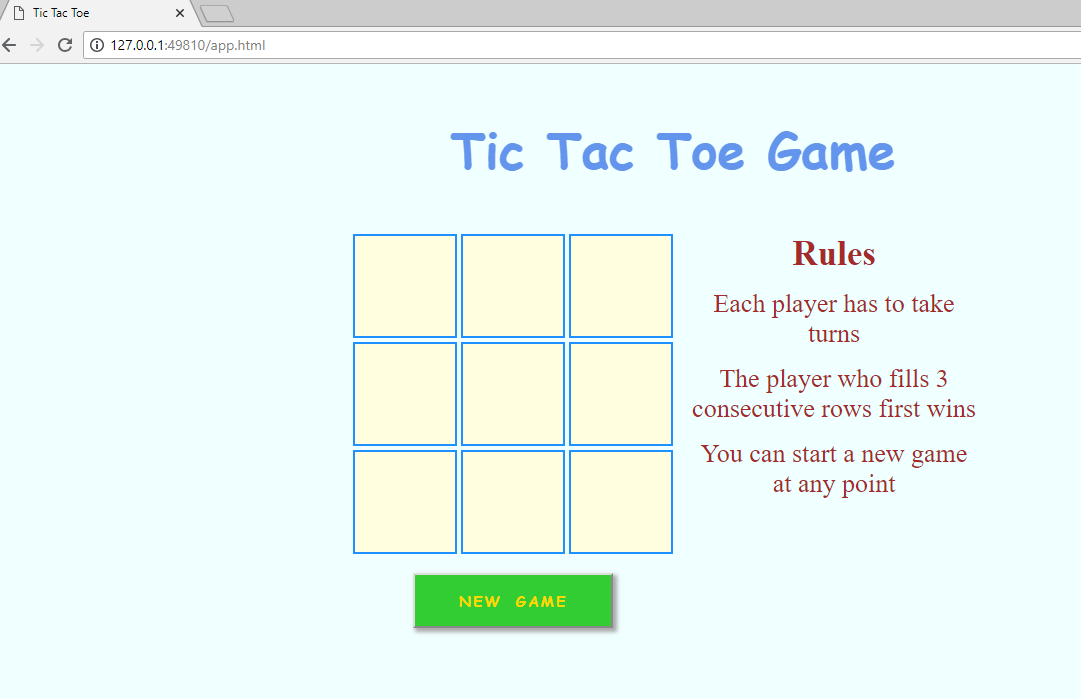 Tic Tac Toe
127.0.0.1:49810/app.html
Tic Tac Toe Game
Rules
Each player has to take
turns
The player who fills 3
consecutive rows first wins
You can start a new game
at any point
NEW GAME